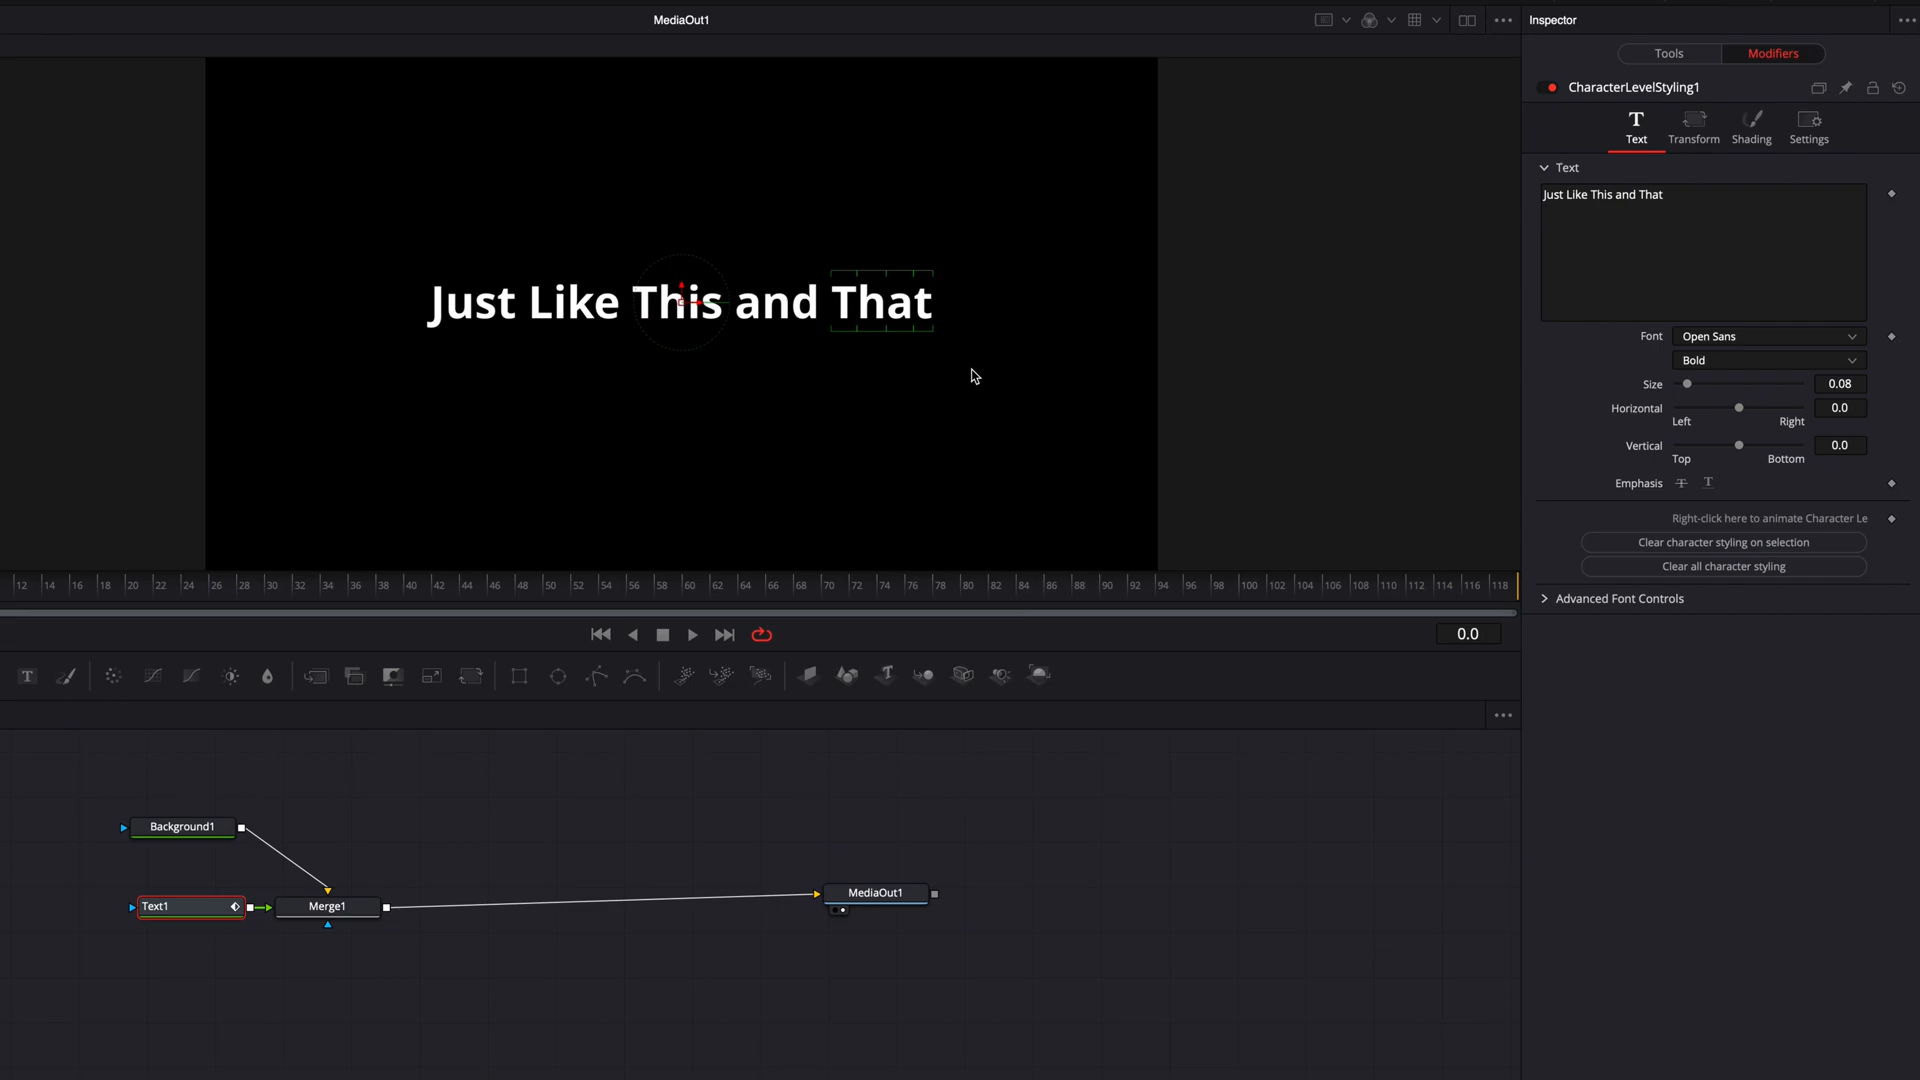 MediaOut1
Inspector
Tools Modifiers
CharacterLevelStyling1
T
Text Transform Shading Settings
Text
Just Like This and That
Just Like This and That
Font Open Sans
Bold
Size 0.08
Horizontal 0.0
Left Right
Vertical 0.0
Top Bottom
Emphasis T T
Right-click here to animate Character Le
Clear character styling on selection
Clear all character styling
Advanced Font Controls
12 14 16 18 20 22 24 26 28 30 32 34 36 38 40 42 44 46 48 50 52 54 56 58 60 62 64 66 68 70 72 74 76 78 80 82 84 86 88 90 92 94 96 98 100 102 104 106 108 110 112 114 116 118
0.0
T T
Background1
Text1 Merge1 MediaOut1